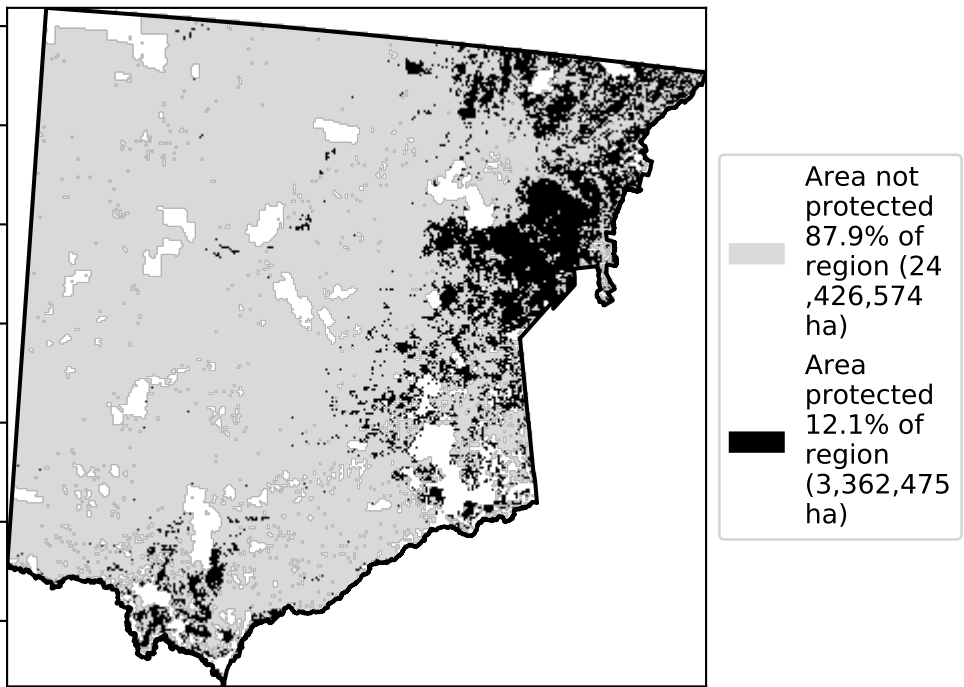 Area not
protected
87.9% of
region (24
,426,574
ha)
Area
protected
12.1% of
region
(3,362,475
ha)